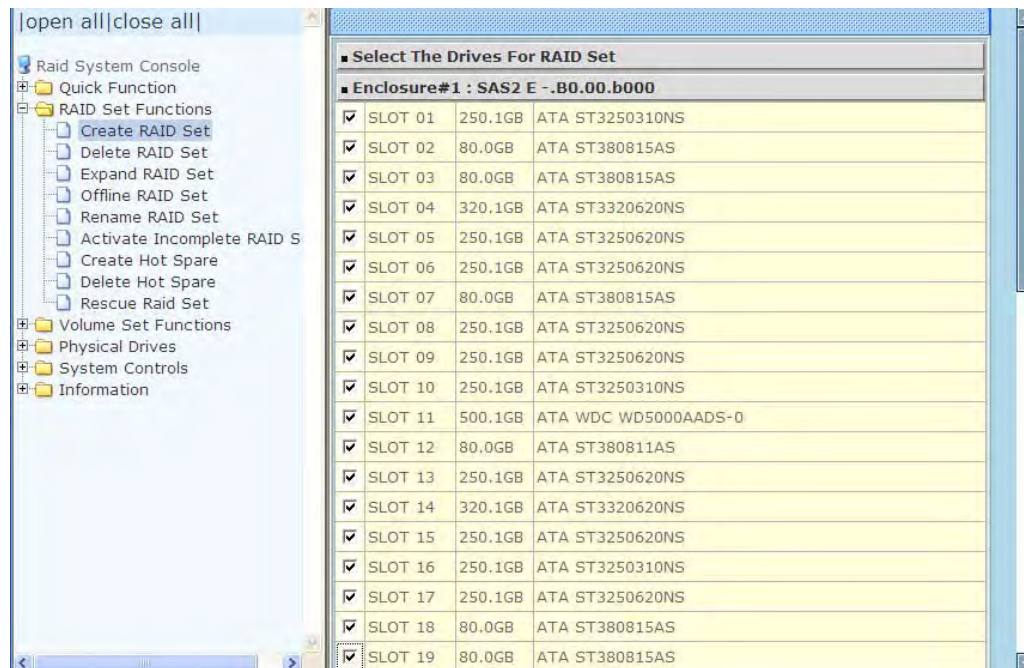 |open all|close all|
Raid System Console
Quick Function
RAID Set Functions
Create RAID Set
Delete RAID Set
Expand RAID Set
Offline RAID Set
Rename RAID Set
Activate Incomplete RAID S
Create Hot Spare
Delete Hot Spare
Rescue Raid Set
Volume Set Functions
Physical Drives
System Controls
Information
Select The Drives For RAID Set
Enclosure#1 : SAS2 E -.B0.00.b000
SLOT 01 250.1GB ATA ST3250310NS
SLOT 02 80.0GB ATA ST380815AS
SLOT 03 80.0GB ATA ST380815AS
SLOT 04 320.1GB ATA ST3320620NS
SLOT 05 250.1GB ATA ST3250620NS
SLOT 06 250.1GB ATA ST3250620NS
SLOT 07 80.0GB ATA ST380815AS
SLOT 08 250.1GB ATA ST3250620NS
SLOT 09 250.1GB ATA ST3250620NS
SLOT 10 250.1GB ATA ST3250310NS
SLOT 11 500.1GB ATA WDC WD5000AADS-0
SLOT 12 80.0GB ATA ST380811AS
SLOT 13 250.1GB ATA ST3250620NS
SLOT 14 320.1GB ATA ST3320620NS
SLOT 15 250.1GB ATA ST3250620NS
SLOT 16 250.1GB ATA ST3250310NS
SLOT 17 250.1GB ATA ST3250620NS
SLOT 18 80.0GB ATA ST380815AS
SLOT 19 80.0GB ATA ST380815AS